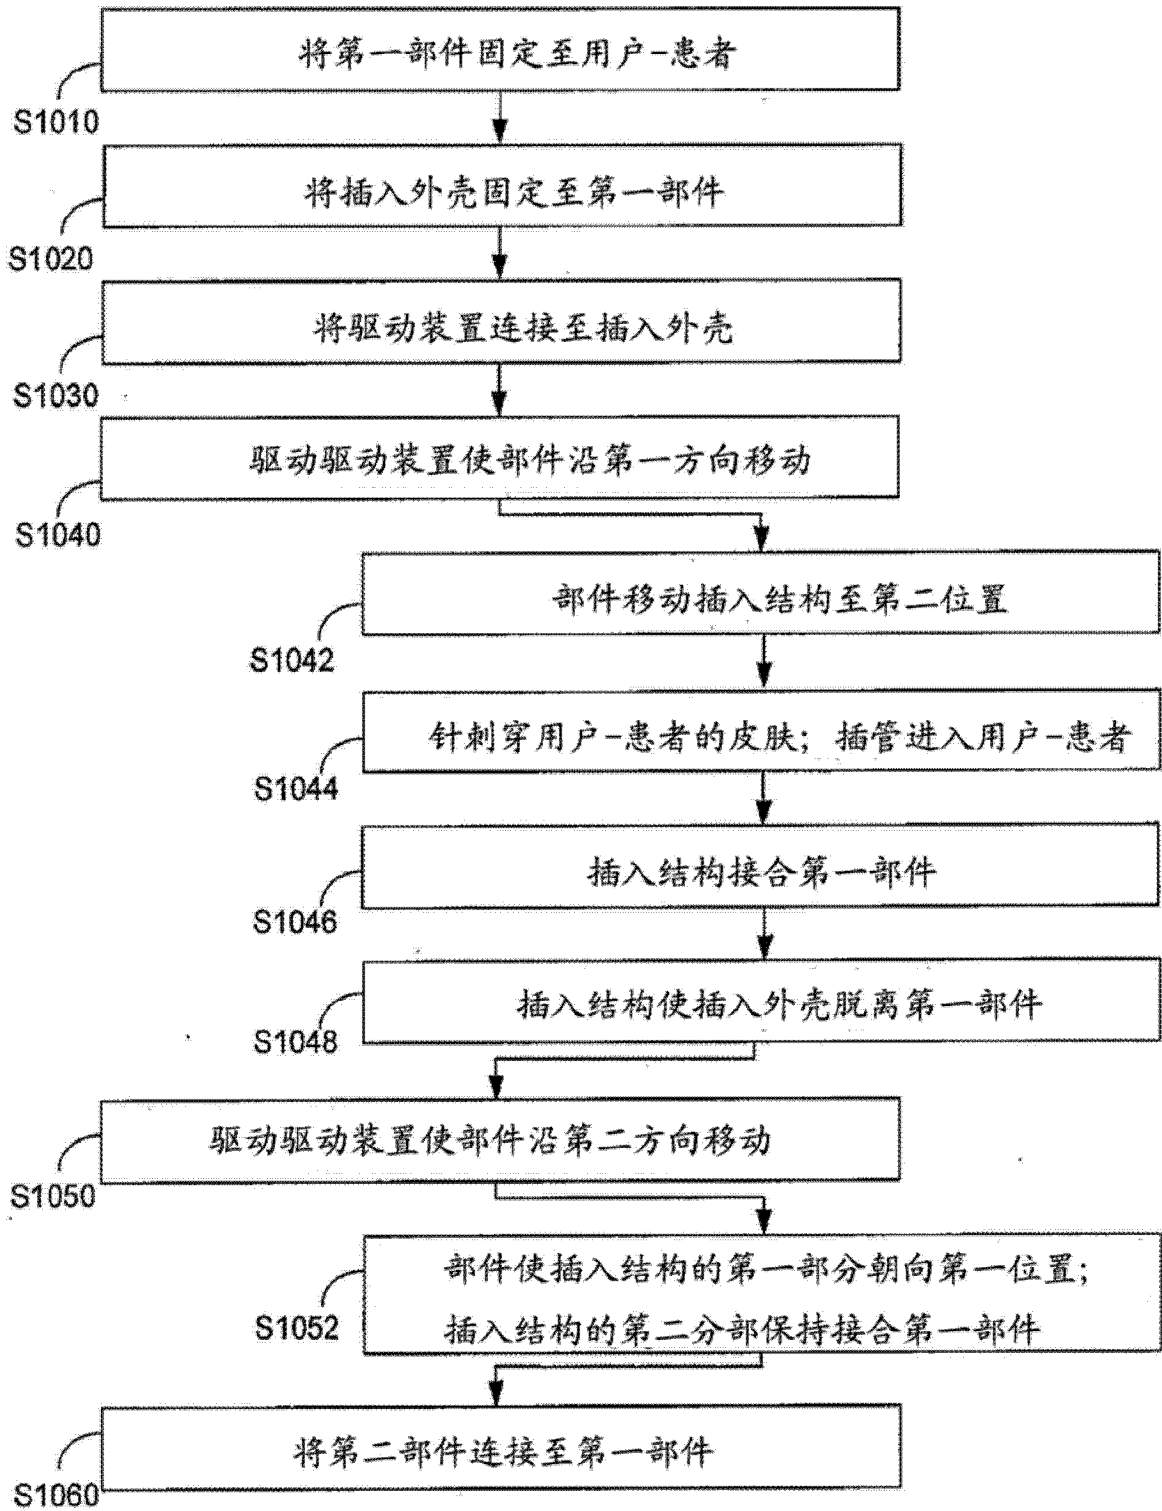 将第一部件固定至用户-患者
S1010
将插入外壳固定至第一部件
S1020
将驱动装置连接至插入外壳
S1030
驱动驱动装置使部件沿第一方向移动
S1040
部件移动插入结构至第二位置
S1042
针刺穿用户-患者的皮肤；插管进入用户-患者
S1044
插入结构接合第一部件
S1046
插入结构使插入外壳脱离第一部件
S1048
驱动驱动装置使部件沿第二方向移动
S1050
部件使插入结构的第一部分朝向第一位置；
插入结构的第二分部保持接合第一部件
S1052
将第二部件连接至第一部件
S1060